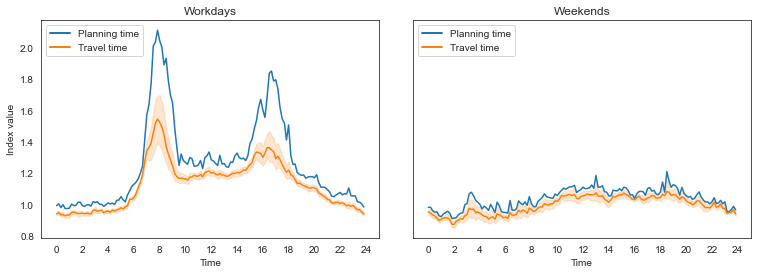 Workdays
Planning time
Travel time
Index value
2.0
1.8
1.6
1.4
1.2
1.0
0.8
0 2 4 6 8 10 12 14 16 18 20 22 24
Time
Weekends
Planning time
Travel time
0 2 4 6 8 10 12 14 16 18 20 22 24
Time